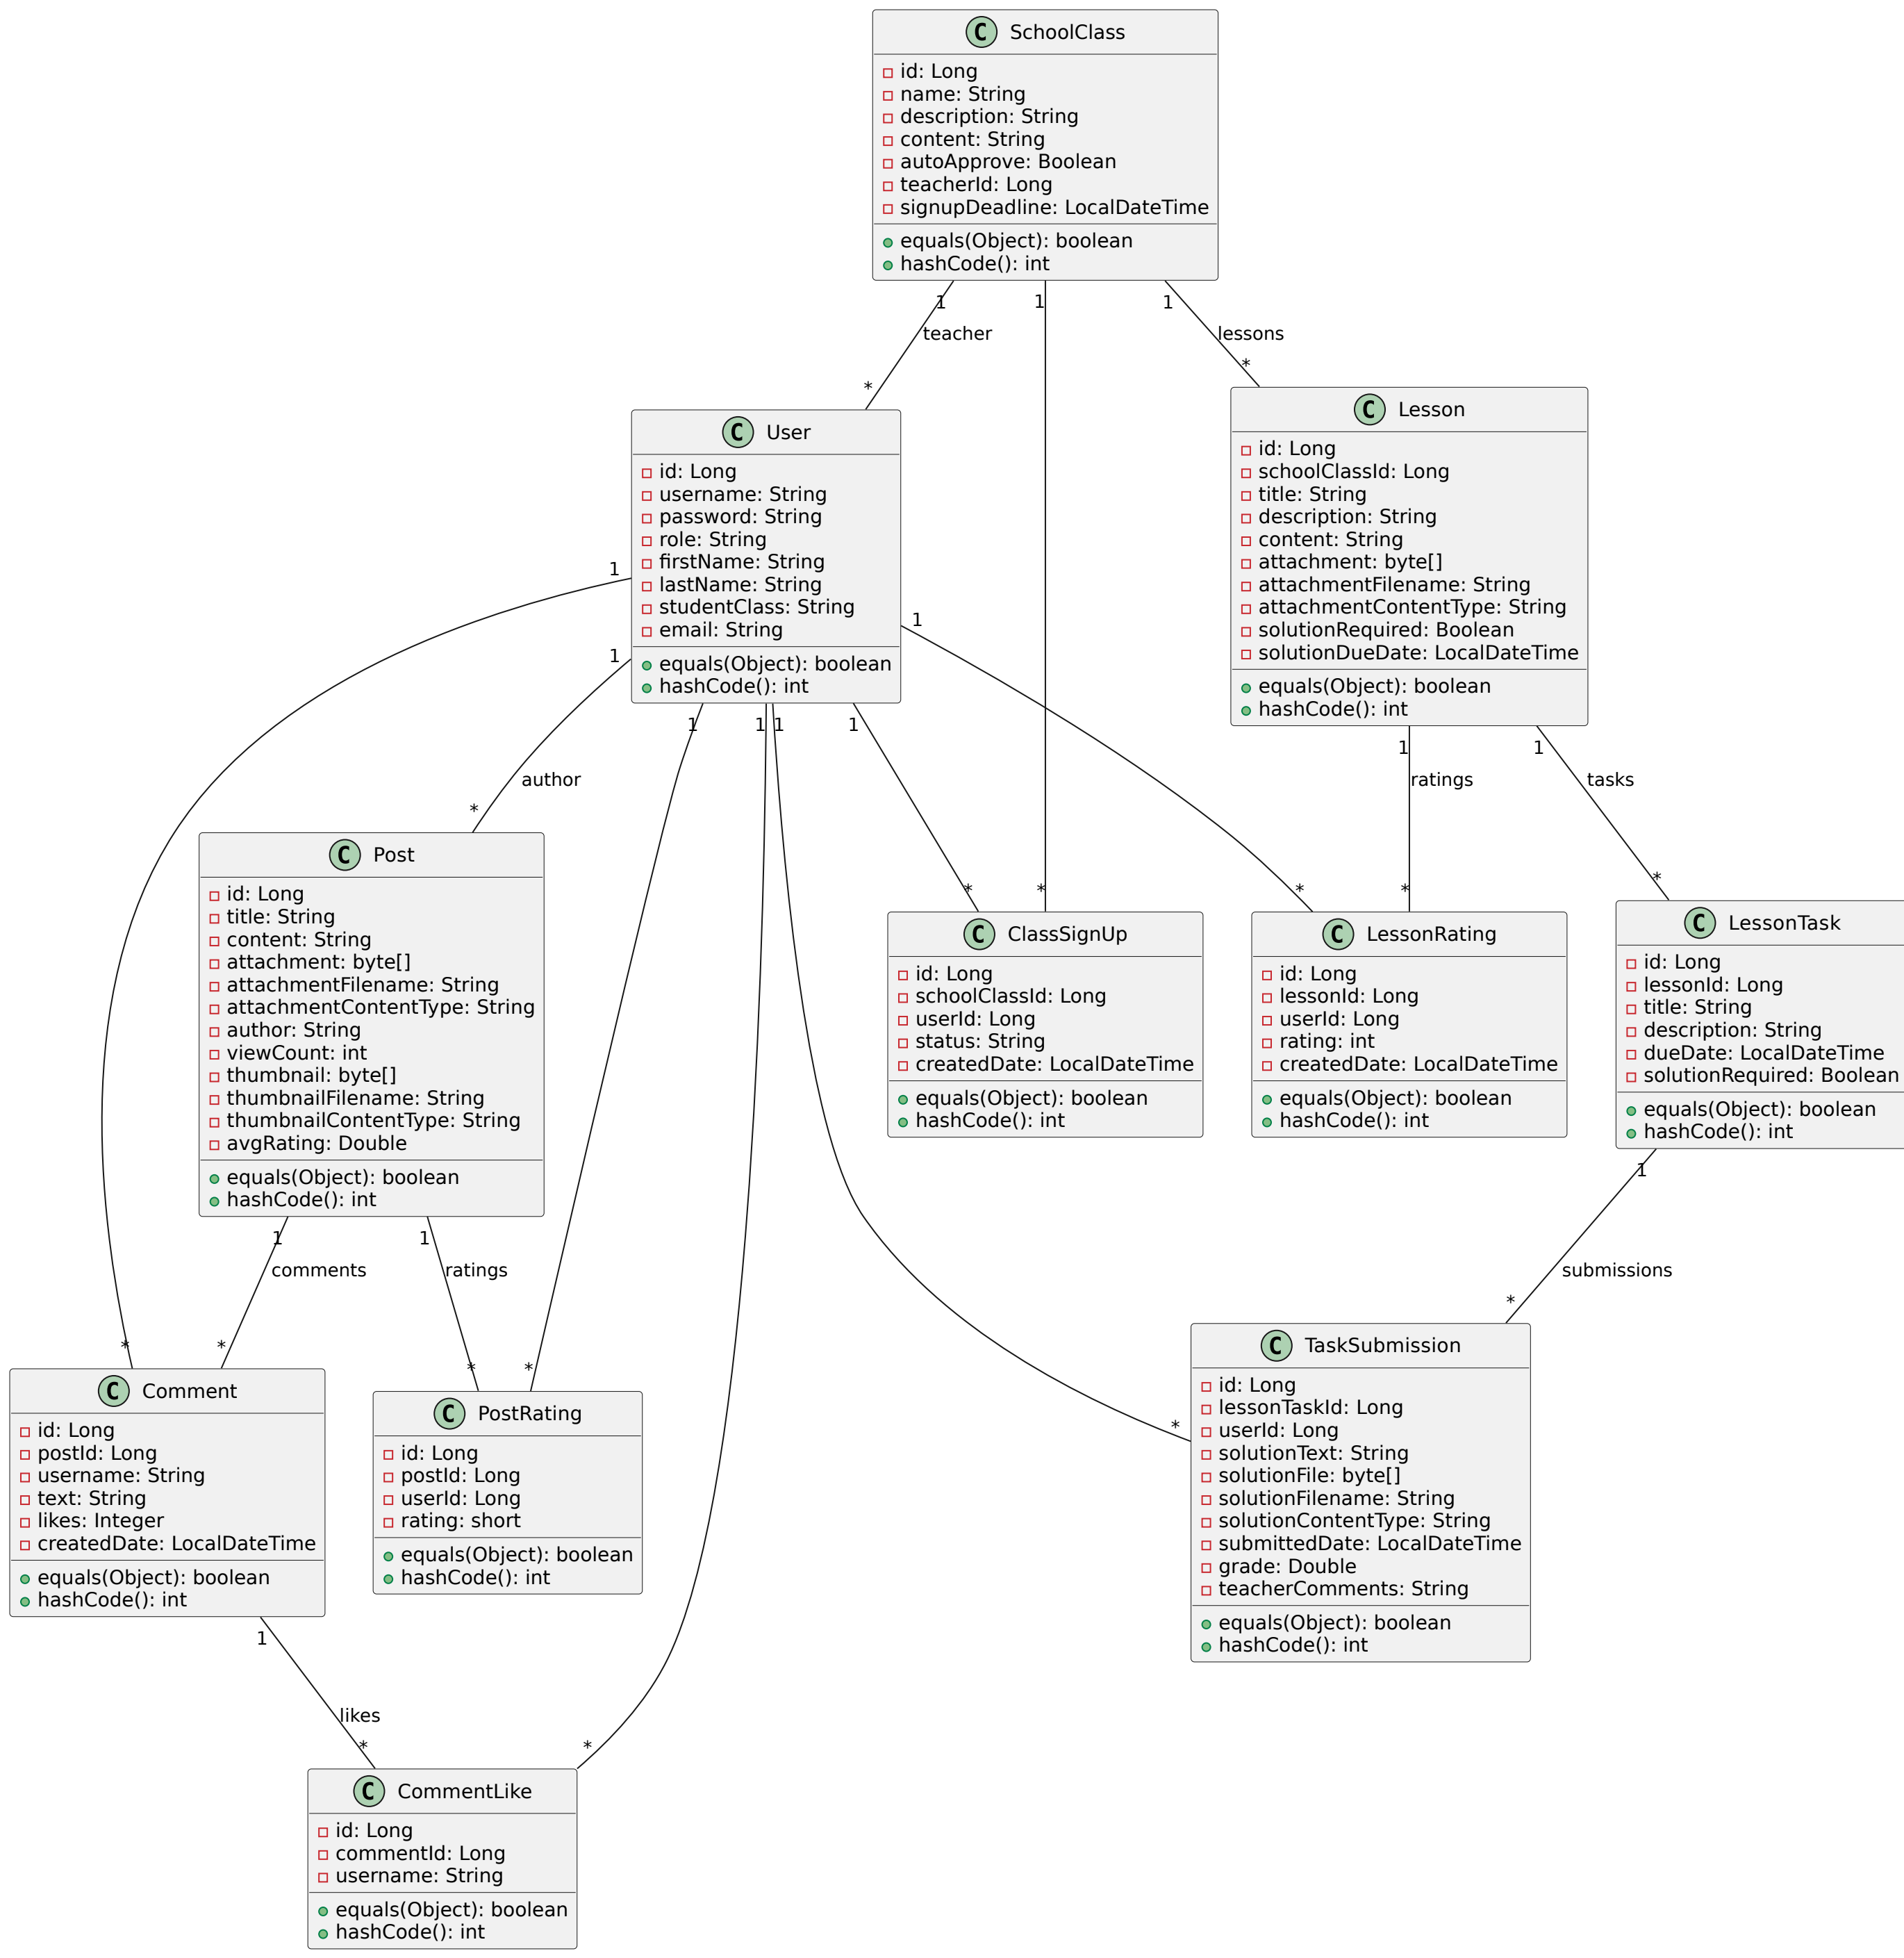 C SchoolClass
id: Long
name: String
description: String
content: String
autoApprove: Boolean
teacherId: Long
signupDeadline: LocalDateTime
equals(Object): boolean
hashCode(): int
1
1
1
teacher
lessons
*
*
C User
id: Long
username: String
password: String
role: String
firstName: String
lastName: String
studentClass: String
email: String
equals(Object): boolean
hashCode(): int
C Lesson
id: Long
schoolClassId: Long
title: String
description: String
content: String
attachment: byte[]
attachmentFilename: String
attachmentContentType: String
solutionRequired: Boolean
solutionDueDate: LocalDateTime
equals(Object): boolean
hashCode(): int
1
1
1
1
1
1
1
1
1
author
ratings
tasks
*
*
*
*
*
*
C Post
id: Long
title: String
content: String
attachment: byte[]
attachmentFilename: String
attachmentContentType: String
author: String
viewCount: int
thumbnail: byte[]
thumbnailFilename: String
thumbnailContentType: String
avgRating: Double
equals(Object): boolean
hashCode(): int
C ClassSignUp
id: Long
schoolClassId: Long
userId: Long
status: String
createdDate: LocalDateTime
equals(Object): boolean
hashCode(): int
C LessonRating
id: Long
lessonId: Long
userId: Long
rating: int
createdDate: LocalDateTime
equals(Object): boolean
hashCode(): int
C LessonTask
id: Long
lessonId: Long
title: String
description: String
dueDate: LocalDateTime
solutionRequired: Boolean
equals(Object): boolean
hashCode(): int
1
1
1
comments
ratings
submissions
*
*
*
*
*
*
C Comment
id: Long
postId: Long
username: String
text: String
likes: Integer
createdDate: LocalDateTime
equals(Object): boolean
hashCode(): int
C PostRating
id: Long
postId: Long
userId: Long
rating: short
equals(Object): boolean
hashCode(): int
C TaskSubmission
id: Long
lessonTaskId: Long
userId: Long
solutionText: String
solutionFile: byte[]
solutionFilename: String
solutionContentType: String
submittedDate: LocalDateTime
grade: Double
teacherComments: String
equals(Object): boolean
hashCode(): int
1
likes
*
*
C CommentLike
id: Long
commentId: Long
username: String
equals(Object): boolean
hashCode(): int